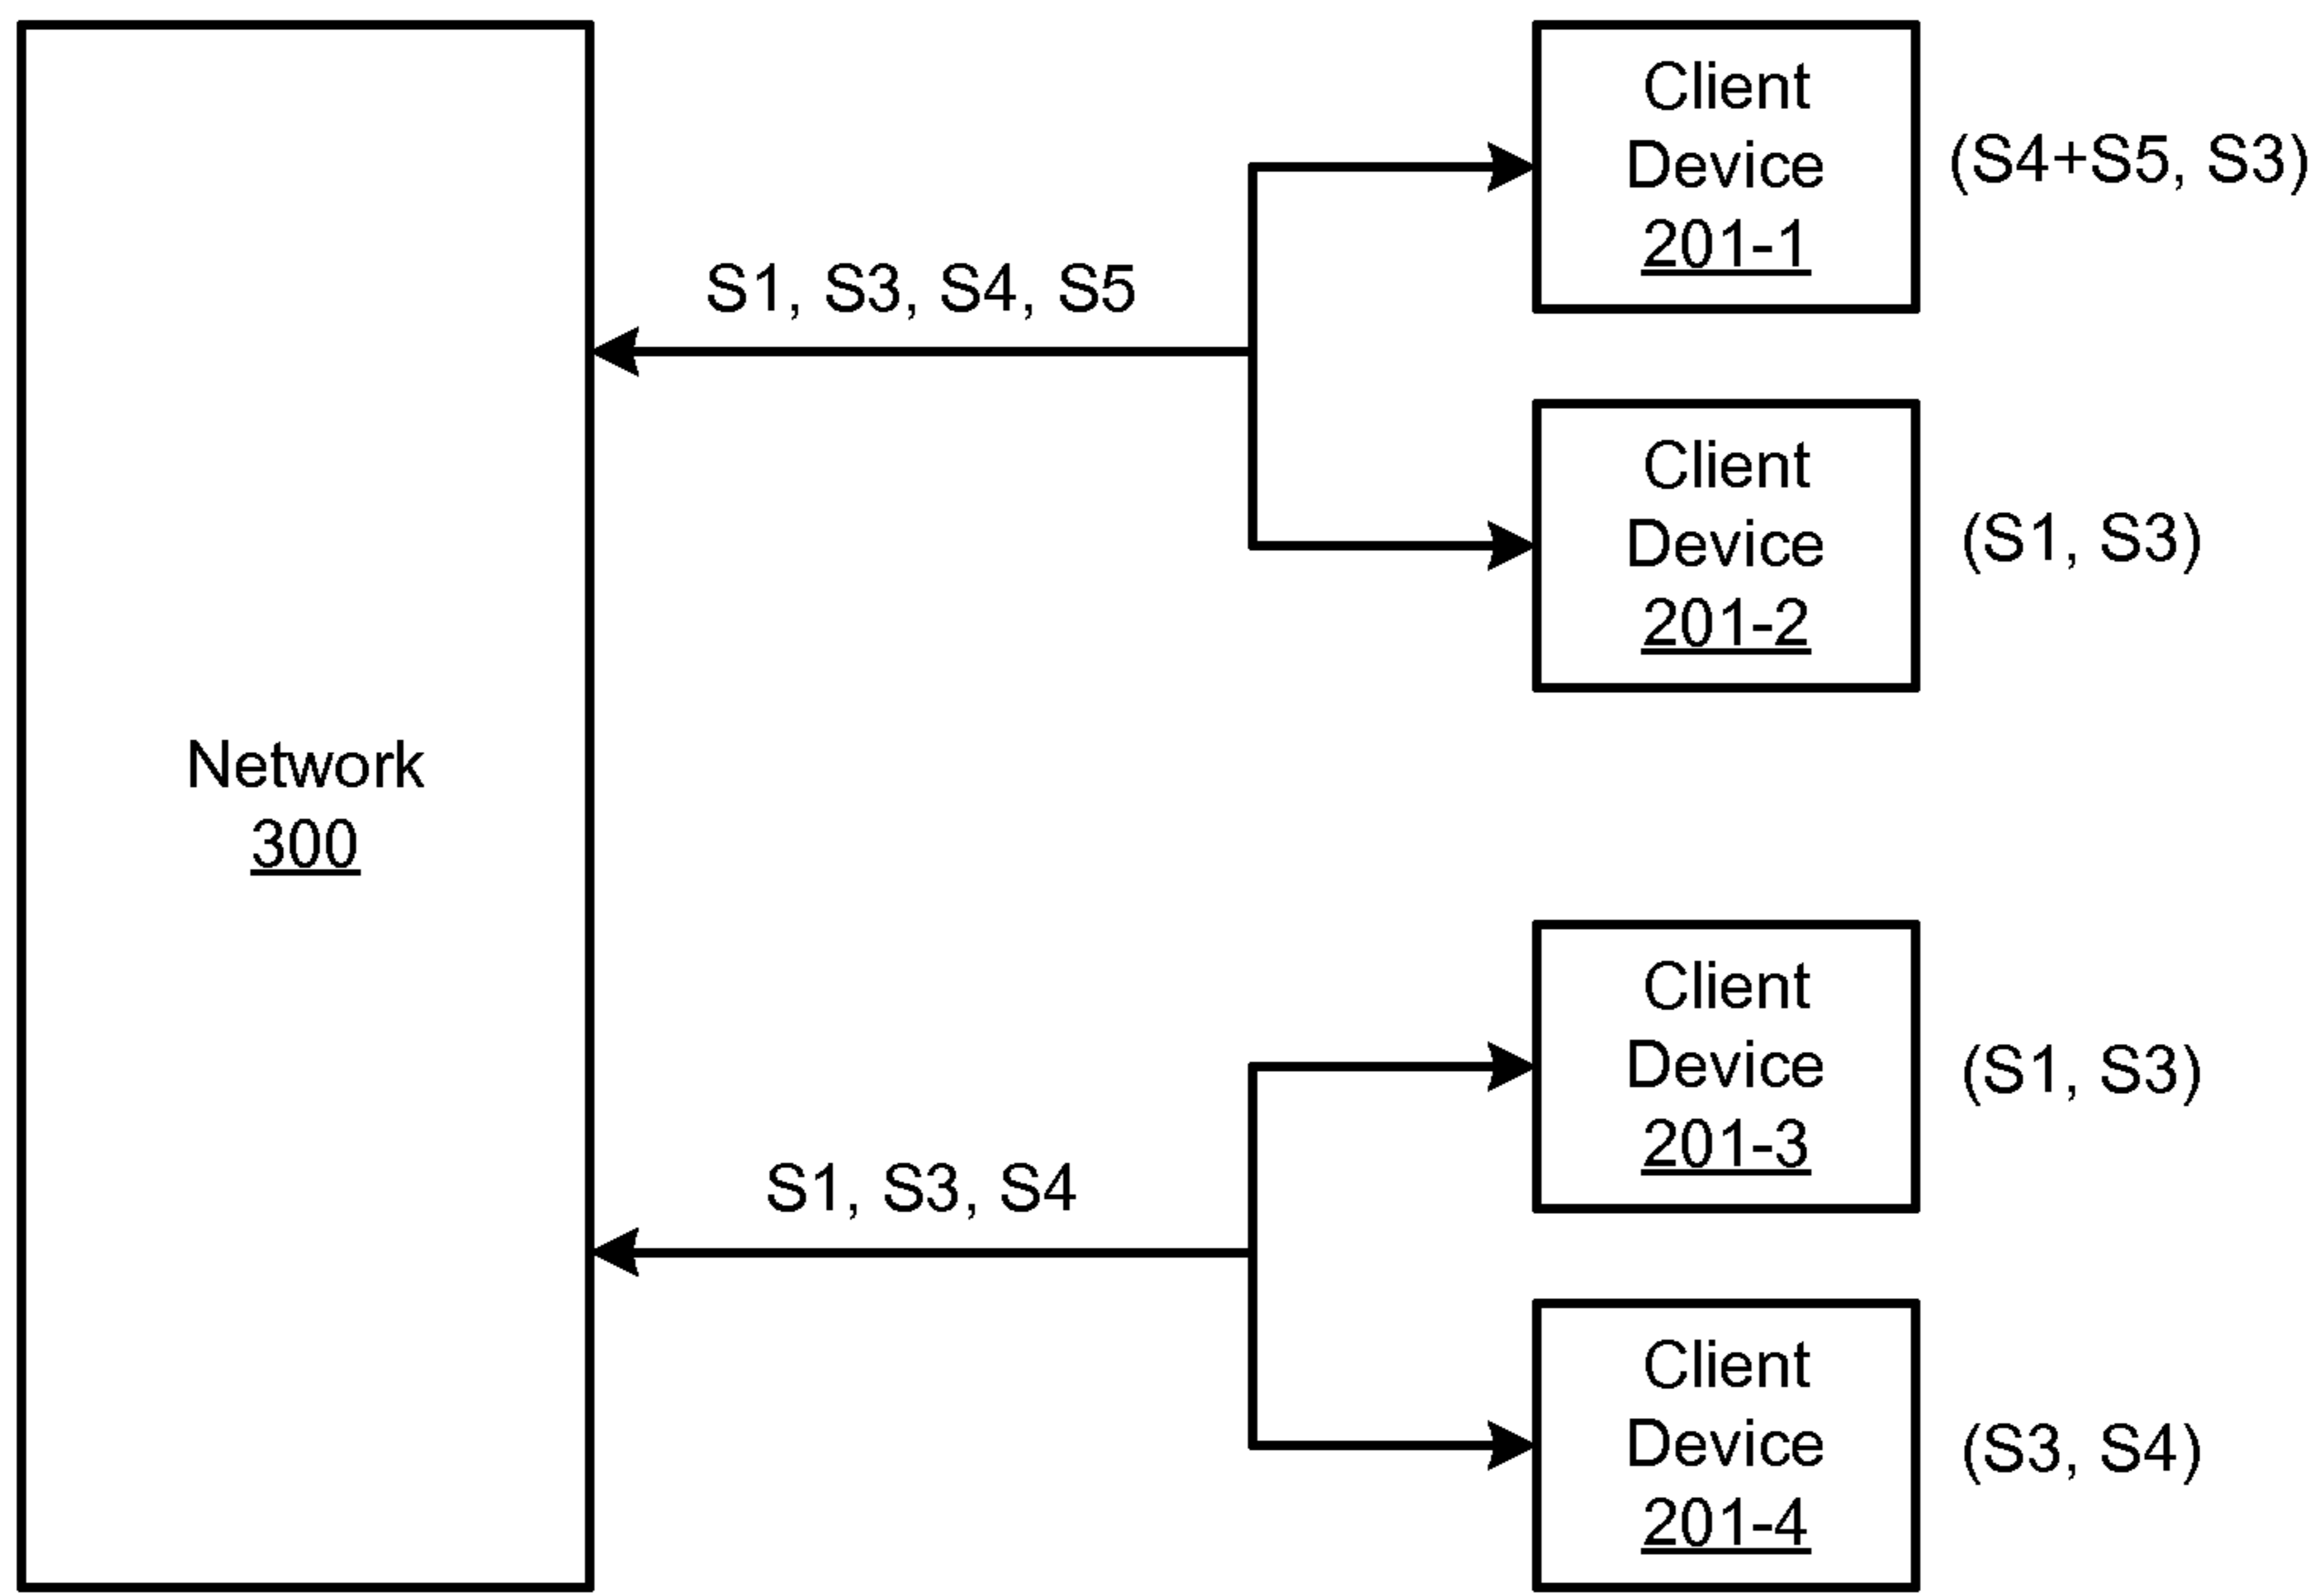 Client
Device
201-1
(S4+S5, S3)
S1, S3, S4, S5
Client
Device
201-2
(S1, S3)
Network
300
Client
Device
201-3
(S1, S3)
S1, S3, S4
Client
Device
201-4
(S3, S4)